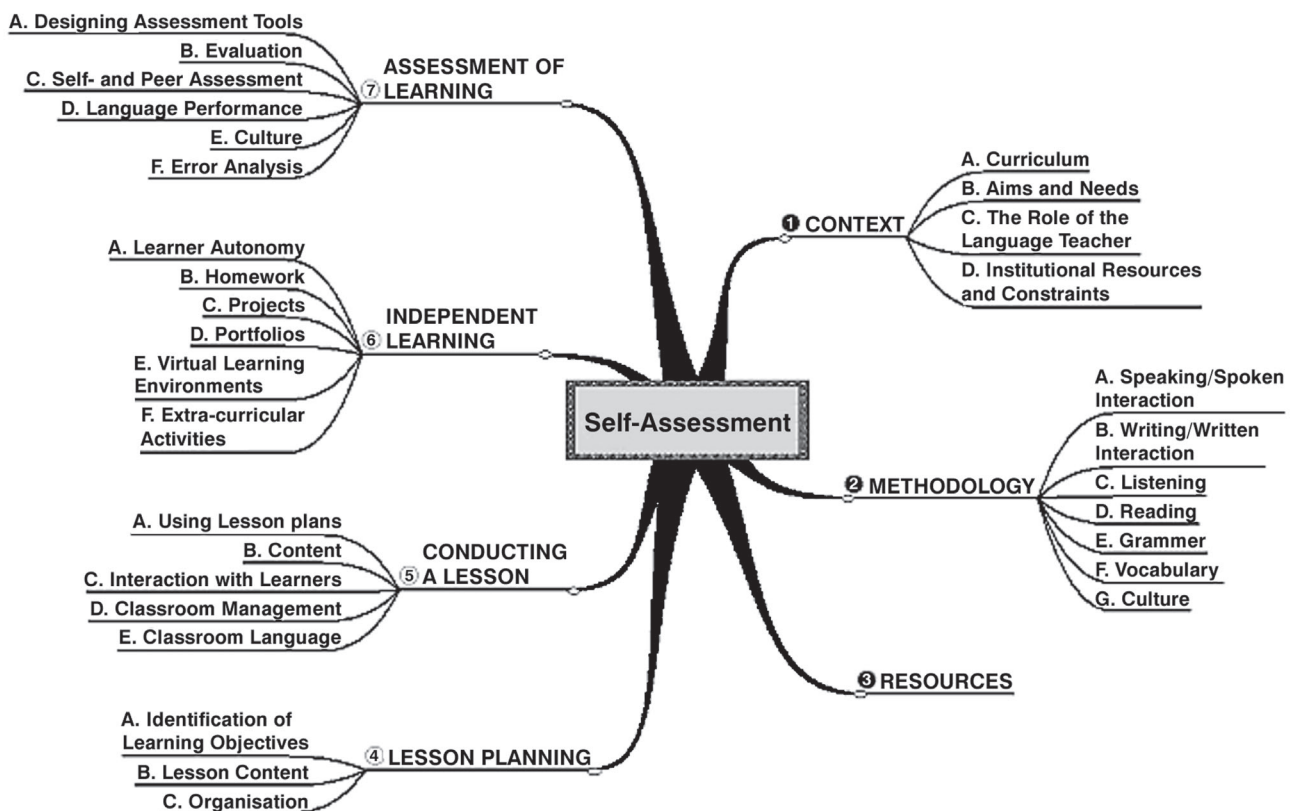 Self-Assessment
❶ CONTEXT
A. Curriculum
B. Aims and Needs
C. The Role of the
Language Teacher
D. Institutional Resources
and Constraints
❷ METHODOLOGY
A. Speaking/Spoken
Interaction
B. Writing/Written
Interaction
C. Listening
D. Reading
E. Grammer
F. Vocabulary
G. Culture
❸ RESOURCES
④ LESSON PLANNING
A. Identification of
Learning Objectives
B. Lesson Content
C. Organisation
⑤ CONDUCTING
A LESSON
A. Using Lesson plans
B. Content
C. Interaction with Learners
D. Classroom Management
E. Classroom Language
⑥ INDEPENDENT
LEARNING
A. Learner Autonomy
B. Homework
C. Projects
D. Portfolios
E. Virtual Learning
Environments
F. Extra-curricular
Activities
⑦ ASSESSMENT OF
LEARNING
A. Designing Assessment Tools
B. Evaluation
C. Self- and Peer Assessment
D. Language Performance
E. Culture
F. Error Analysis